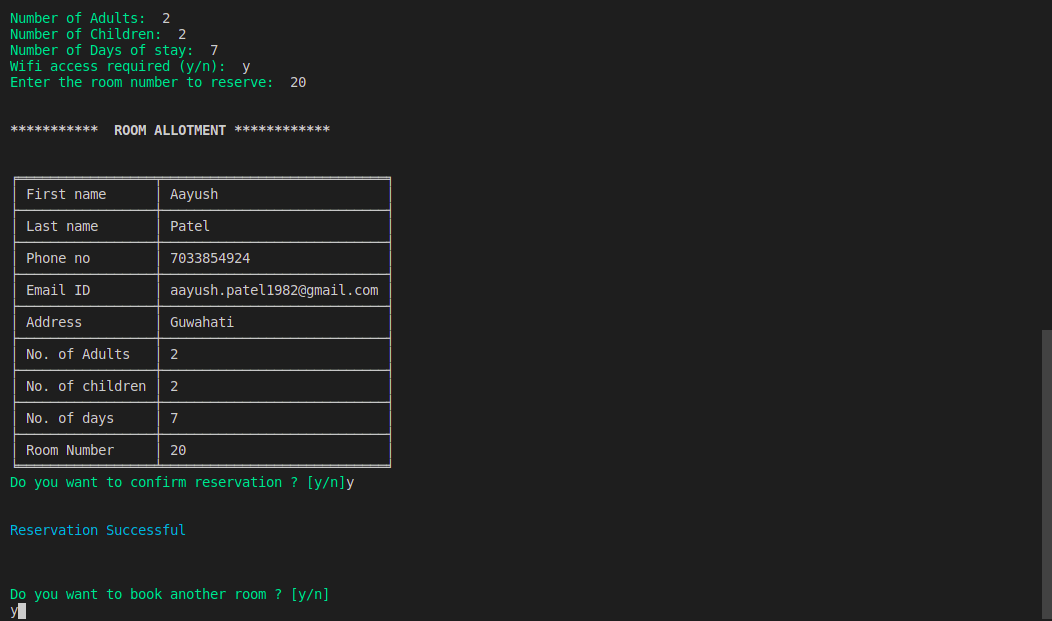 Number of Adults:  2
Number of Children:  2
Number of Days of stay:  7
Wifi access required (y/n):  y
Enter the room number to reserve:  20
***********  ROOM ALLOTMENT ************
First name Aayush
Last name Patel
Phone no 7033854924
Email ID aayush.patel1982@gmail.com
Address Guwahati
No. of Adults 2
No. of children 2
No. of days 7
Room Number 20
Do you want to confirm reservation ? [y/n]y
Reservation Successful
Do you want to book another room ? [y/n]
y